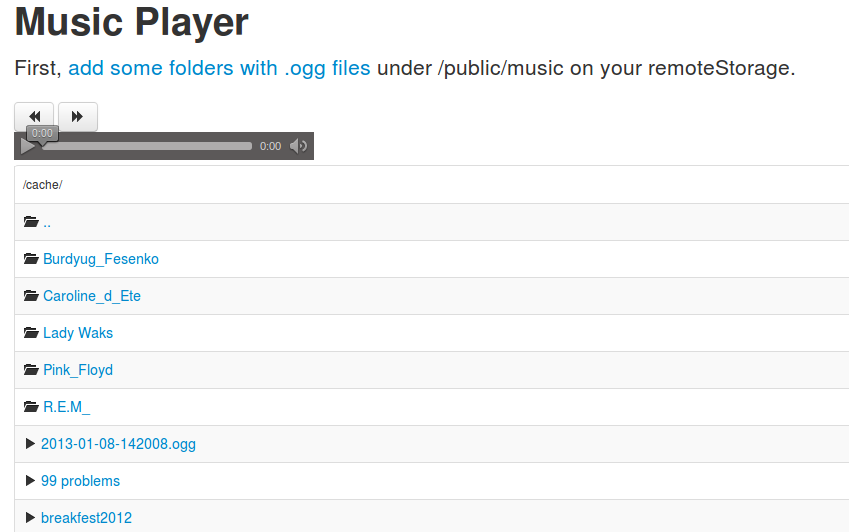 Music Player
First, add some folders with .ogg files under /public/music on your remoteStorage.
0:00
0:00
/cache/
..
Burdyug_Fesenko
Caroline_d_Ete
Lady Waks
Pink_Floyd
R.E.M_
2013-01-08-142008.ogg
99 problems
breakfest2012